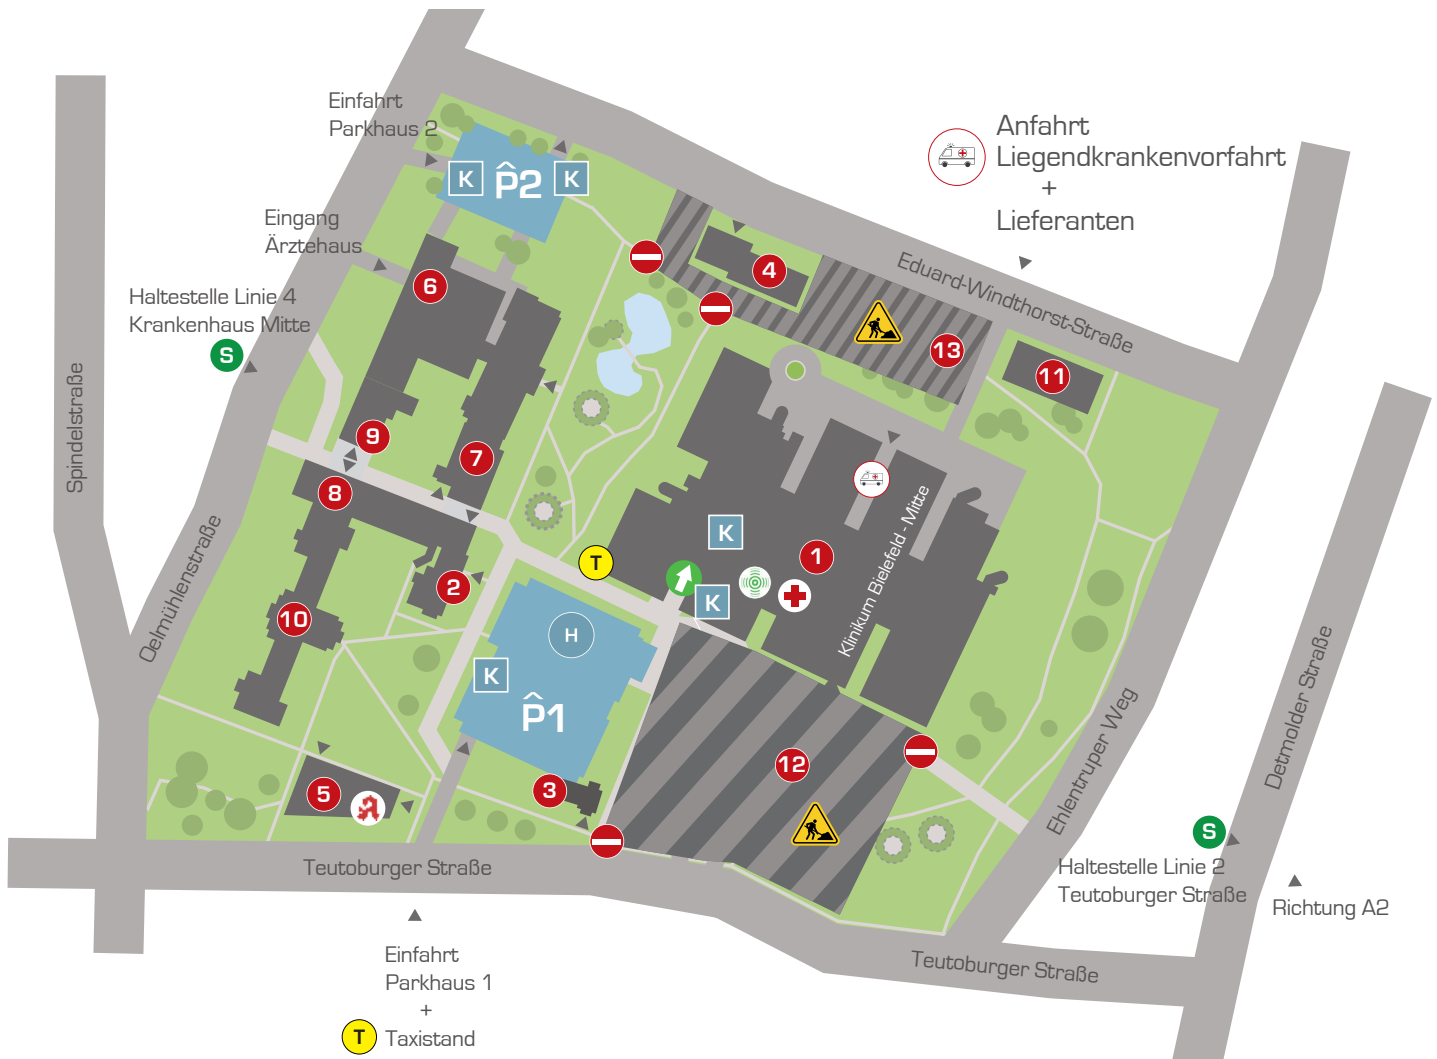 Einfahrt
Parkhaus 2
Anfahrt
Liegendkrankenvorfahrt
+
Lieferanten
K
P2
K
Eingang
Ärztehaus
Eduard-Windthorst-Straße
4
6
Haltestelle Linie 4
Krankenhaus Mitte
S
13
11
Spindelstraße
9
7
8
K
1
Klinikum Bielefeld - Mitte
T
2
K
Oelmühlenstraße
10
H
K
P1
12
5
3
Ehlentruper Weg
Detmolder Straße
S
Haltestelle Linie 2
Teutoburger Straße
Richtung A2
Teutoburger Straße
Teutoburger Straße
Einfahrt
Parkhaus 1
+
T Taxistand